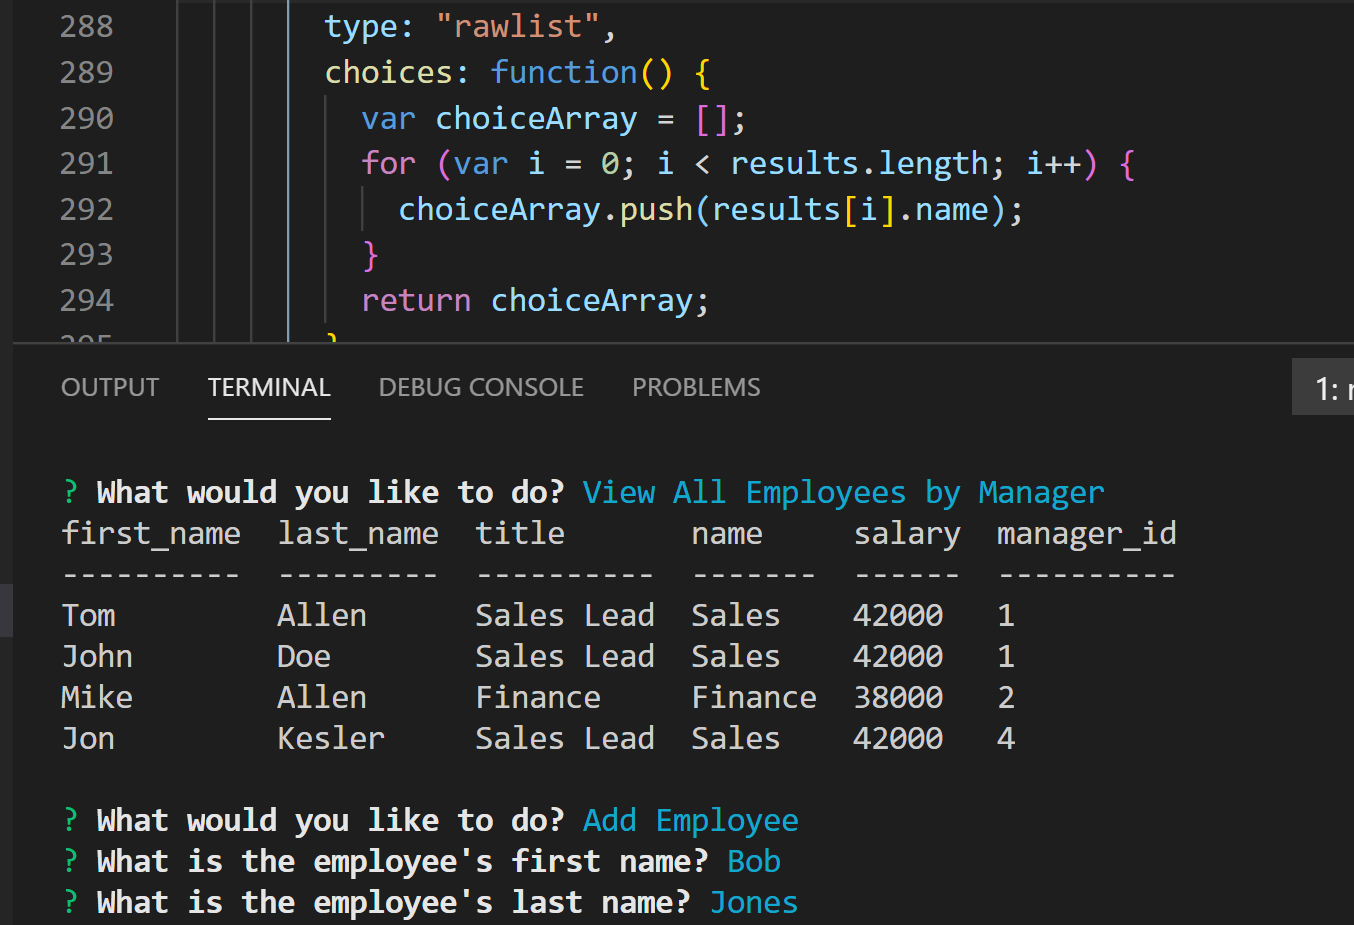 288 type: "rawlist",
289 choices: function() {
290 var choiceArray = [];
291 for (var i = 0; i < results.length; i++) {
292 choiceArray.push(results[i].name);
293 }
294 return choiceArray;
295 }
OUTPUT TERMINAL DEBUG CONSOLE PROBLEMS 1:
? What would you like to do? View All Employees by Manager
first_name last_name title name salary manager_id
---------- --------- ---------- ------- ------ ----------
Tom Allen Sales Lead Sales 42000 1
John Doe Sales Lead Sales 42000 1
Mike Allen Finance Finance 38000 2
Jon Kesler Sales Lead Sales 42000 4
? What would you like to do? Add Employee
? What is the employee's first name? Bob
? What is the employee's last name? Jones